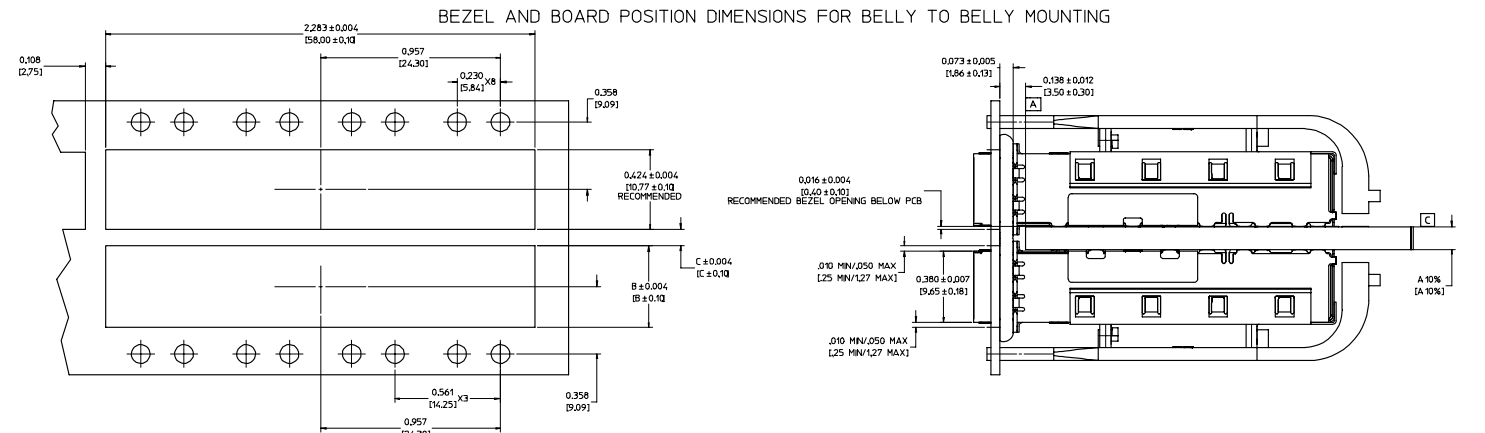 BEZEL AND BOARD POSITION DIMENSIONS FOR BELLY TO BELLY MOUNTING
2,283±0,004
[58,00±0,10]
0,957
[24,30]
0,108
[2,75]
0,230
[5,84]
X8
0,358
[9,09]
0,424±0,004
[10,77±0,10]
RECOMMENDED
C±0,004
[C±0,10]
B±0,004
[B±0,10]
0,561
[14,25]
X3
0,358
[9,09]
0,957
[24,30]
0,073±0,005
[1,86±0,13]
0,138±0,012
[3,50±0,30]
A
0,016±0,004
[0,40±0,10]
RECOMMENDED BEZEL OPENING BELOW PCB
C
,010 MIN/,050 MAX
[,25 MIN/1,27 MAX]
0,380±0,007
[9,65±0,18]
A 10%
[A 10%]
,010 MIN/,050 MAX
[,25 MIN/1,27 MAX]